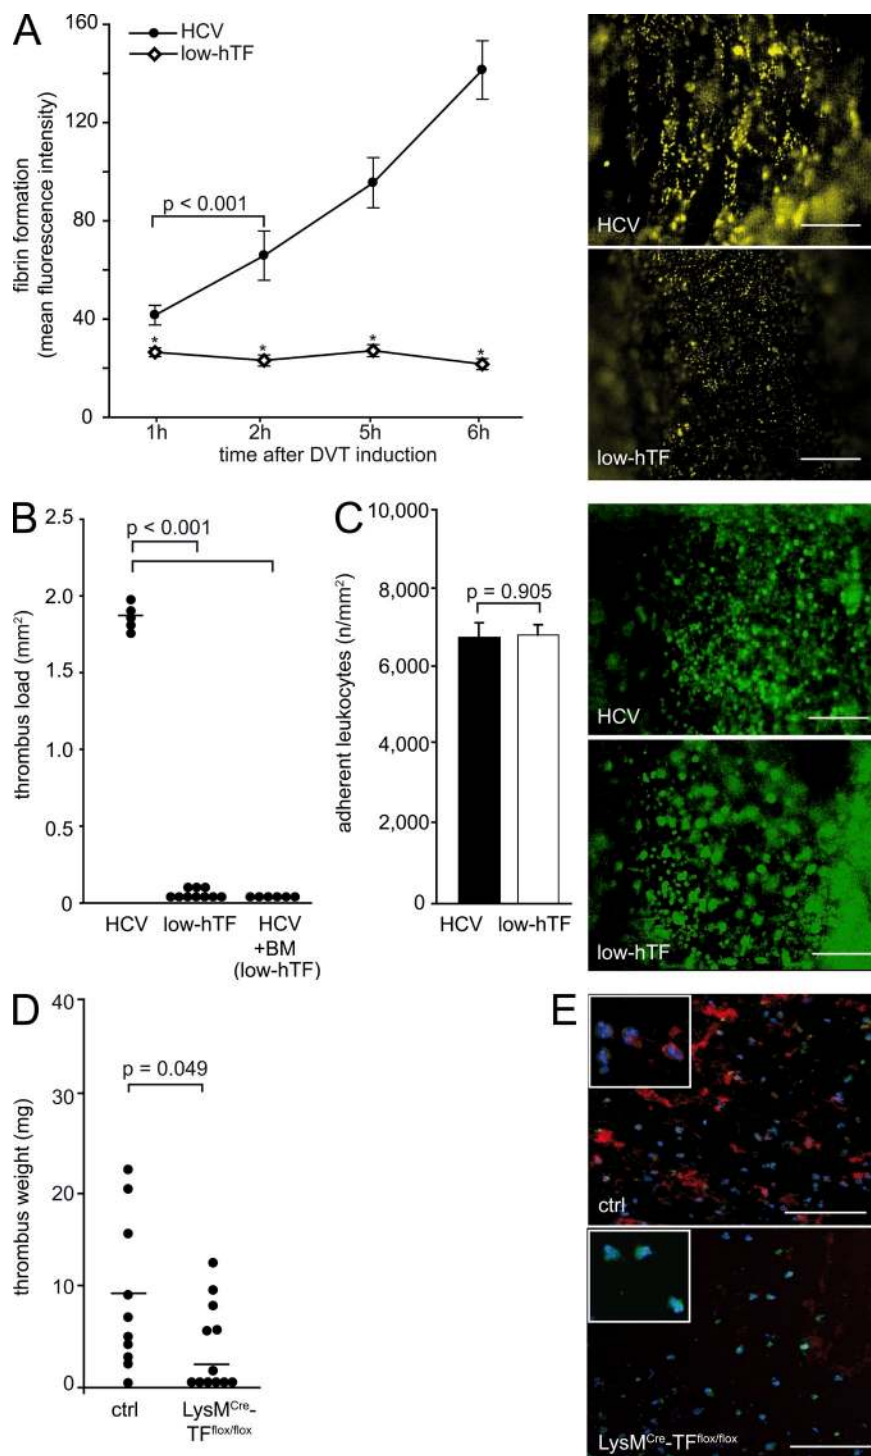 A
160
120
80
40
0
HCV
low-hTF
p < 0.001
*
*
*
*
fibrin formation
(mean fluorescence intensity)
1h
2h
5h
6h
time after DVT induction
HCV
low-hTF
B
2.5
2.0
1.5
1.0
0.5
0
thrombus load (mm²)
p < 0.001
HCV
low-hTF
HCV
+BM
(low-hTF)
C
10,000
8,000
6,000
4,000
2,000
0
adherent leukocytes (n/mm²)
p = 0.905
HCV
low-hTF
HCV
low-hTF
D
40
30
20
10
0
thrombus weight (mg)
p = 0.049
ctrl
LysMCre-
TFflox/flox
E
ctrl
LysMCre-TFflox/flox